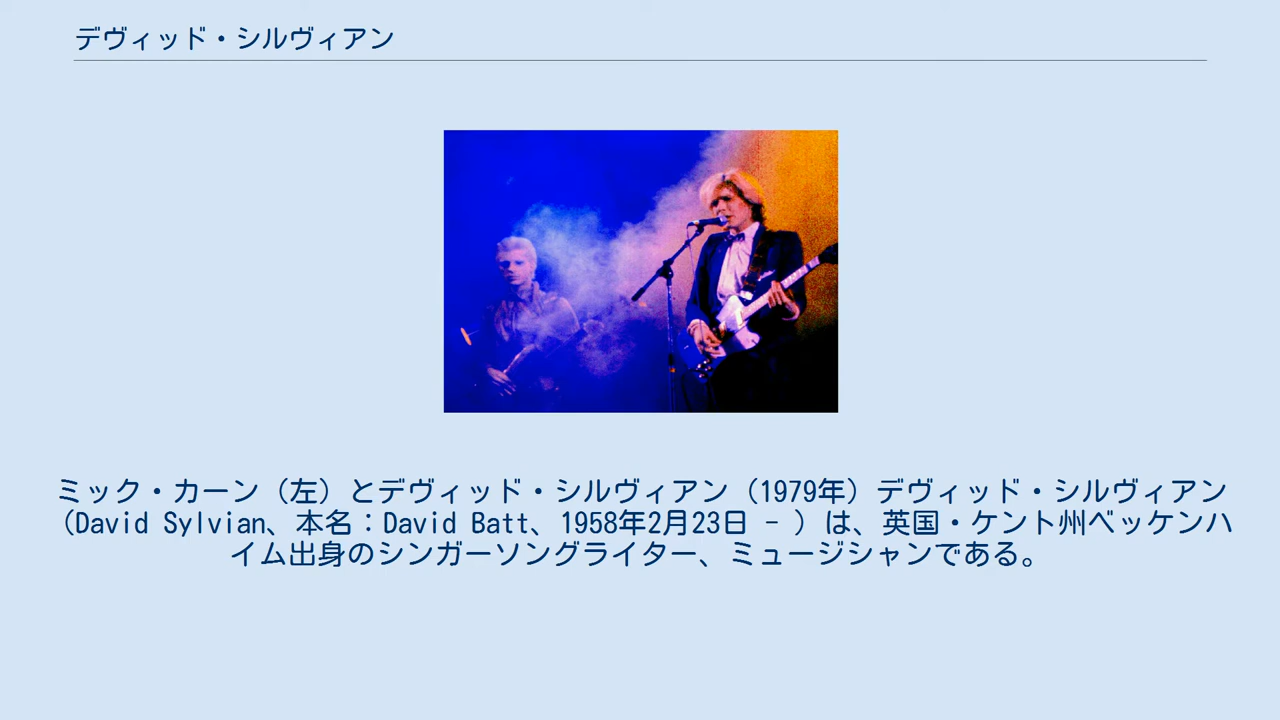 デヴィッド・シルヴィアン
ミック・カーン（左）とデヴィッド・シルヴィアン（1979年）デヴィッド・シルヴィアン
（David Sylvian、本名：David Batt、1958年2月23日 - ）は、英国・ケント州ベッケンハ
イム出身のシンガーソングライター、ミュージシャンである。